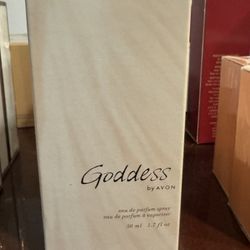 Goddess
by AVON
eau de parfum spray
eau de parfum à vaporiser
50 ml 1.7 fl oz